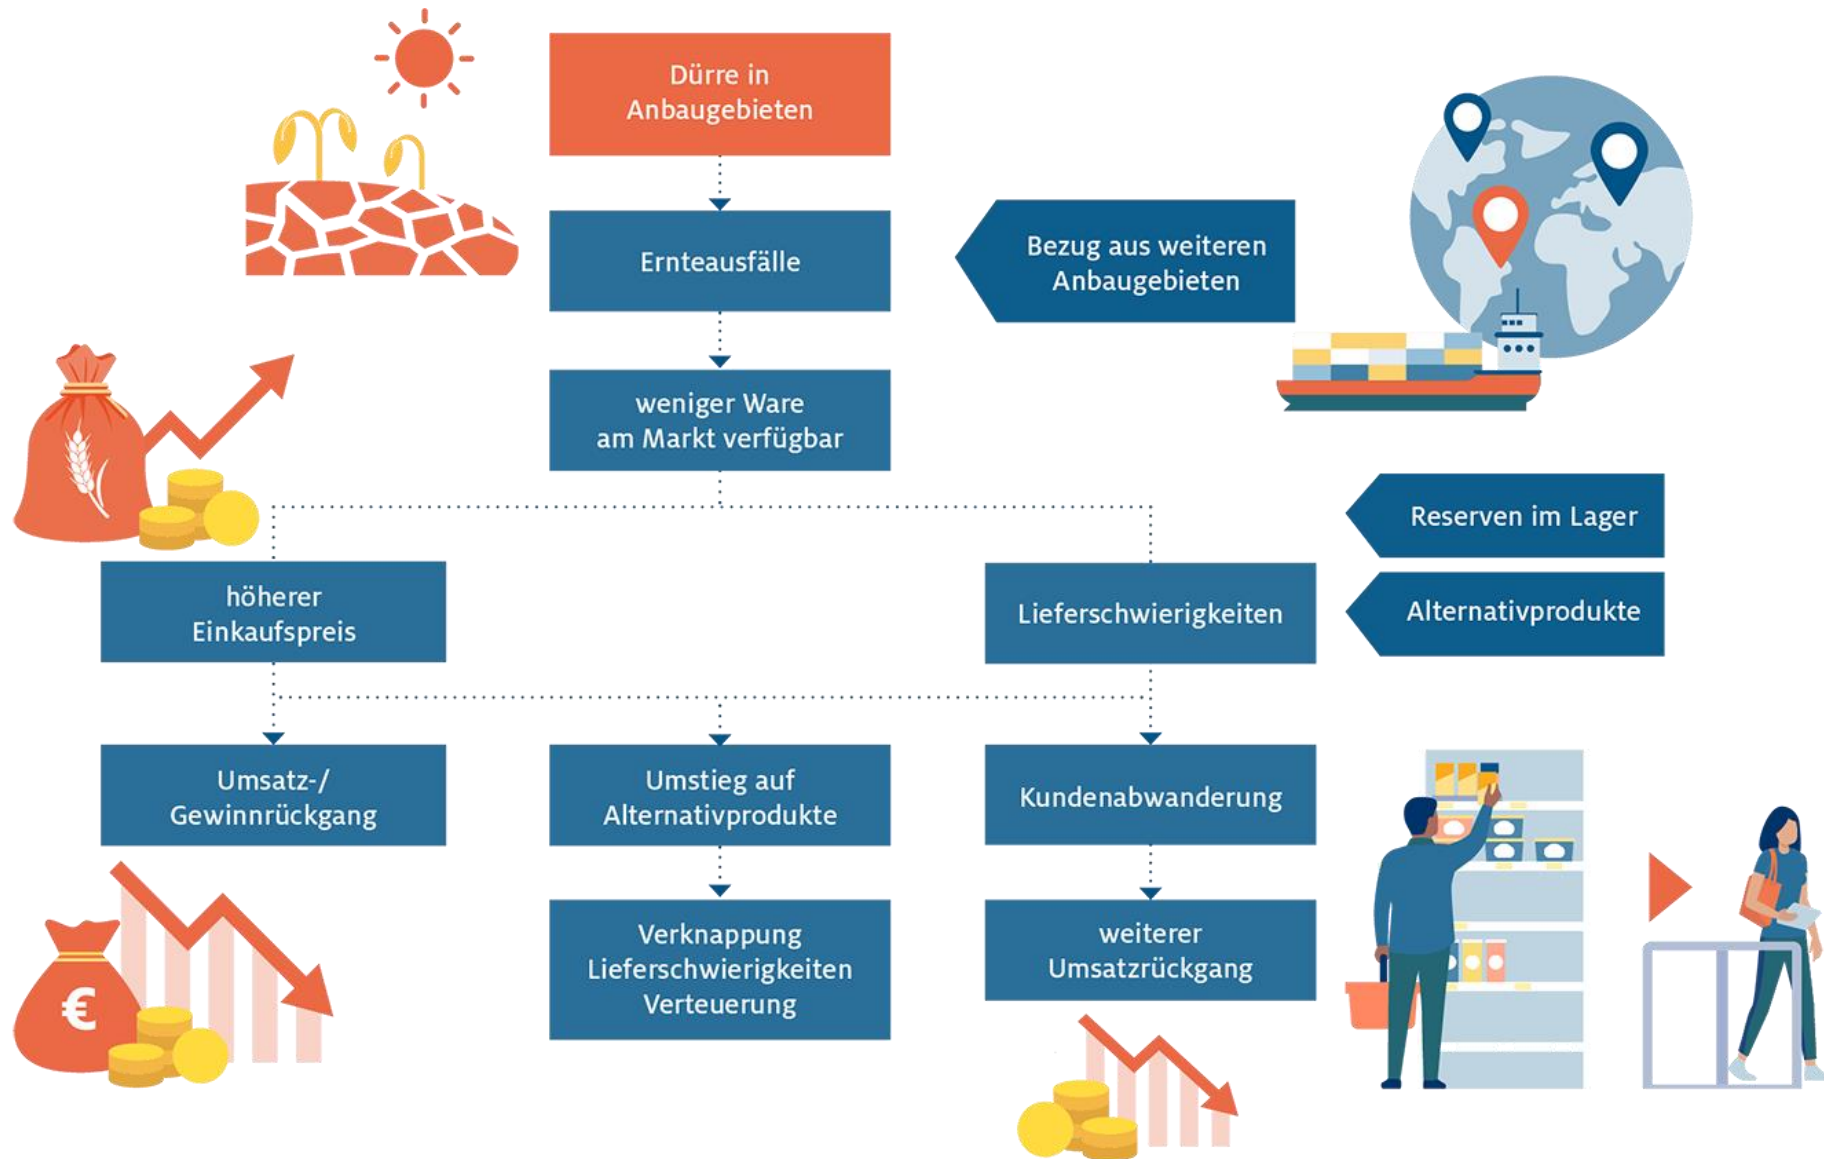 Dürre in
Anbaugebieten
Ernteausfälle
Bezug aus weiteren
Anbaugebieten
weniger Ware
am Markt verfügbar
Reserven im Lager
höherer
Einkaufspreis
Lieferschwierigkeiten
Alternativprodukte
Umsatz-/
Gewinnrückgang
Umstieg auf
Alternativprodukte
Kundenabwanderung
Verknappung
Lieferschwierigkeiten
Verteuerung
weiterer
Umsatzrückgang
€